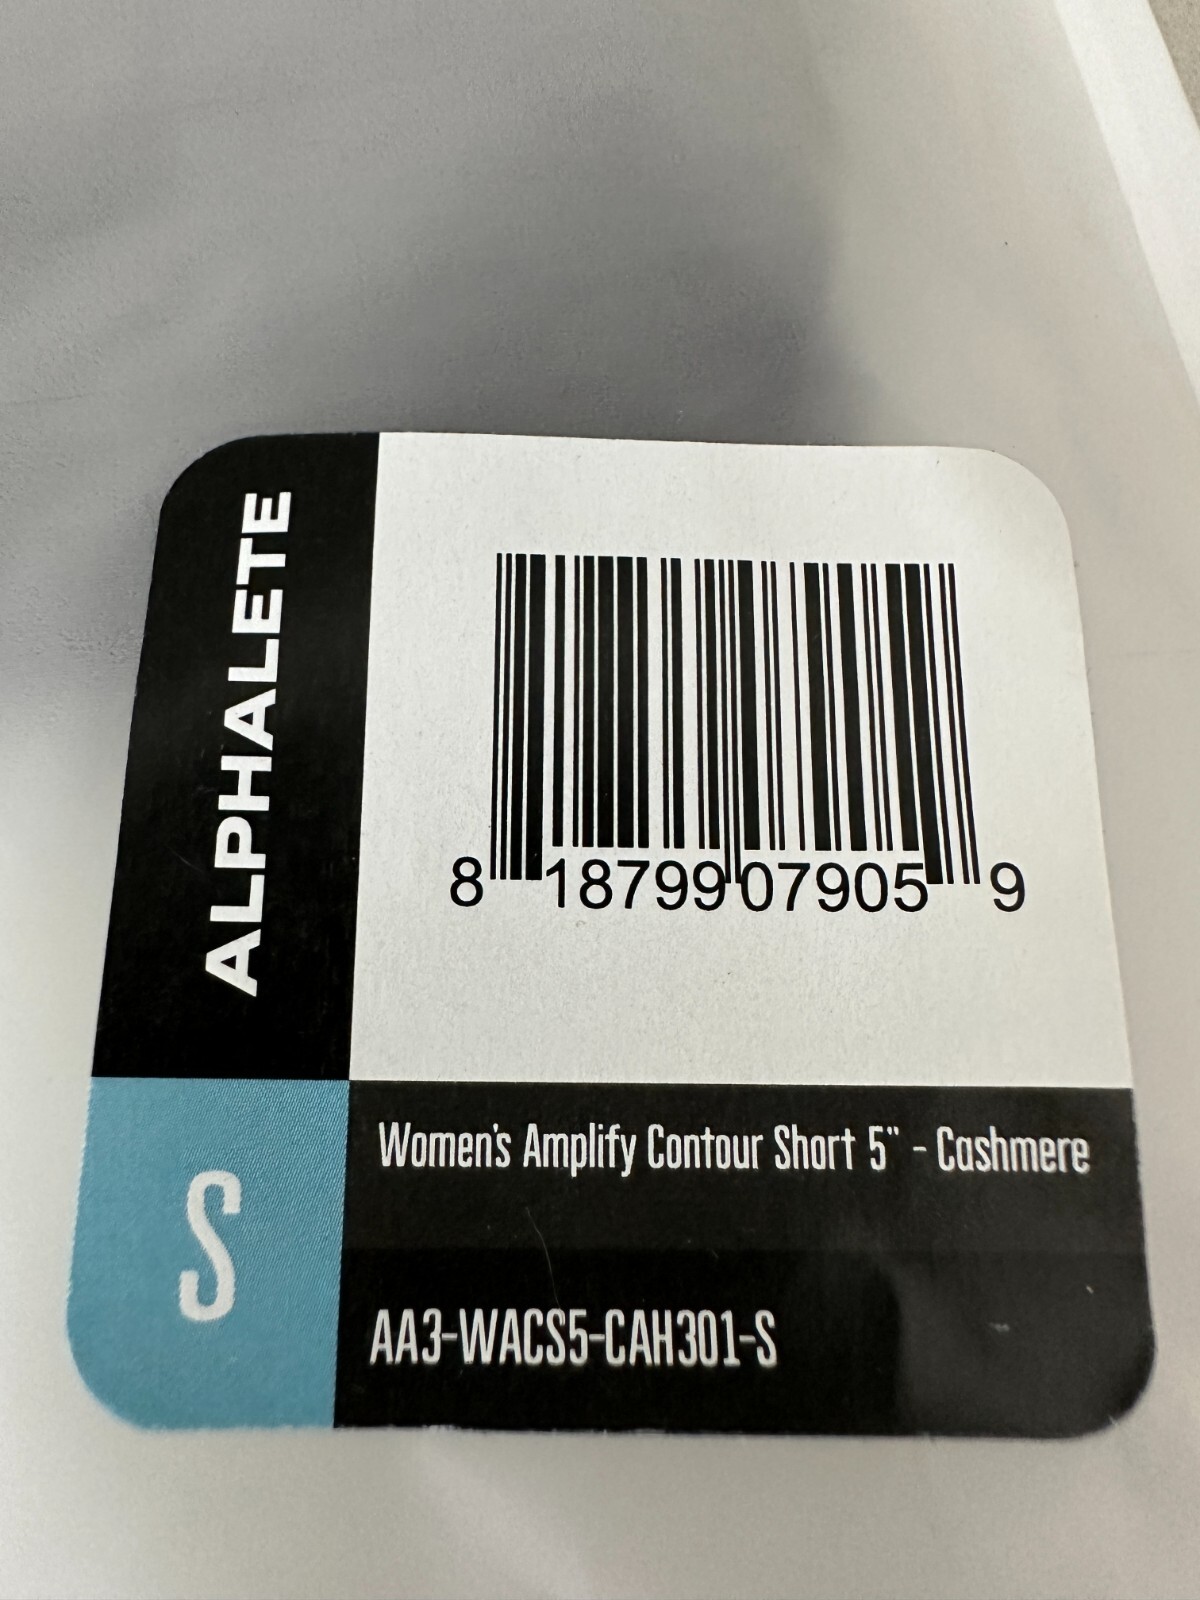 ALPHALETE
8 18799 07905 9
S
Women's Amplify Contour Short 5" - Cashmere
AA3-WACS5-CAH301-S